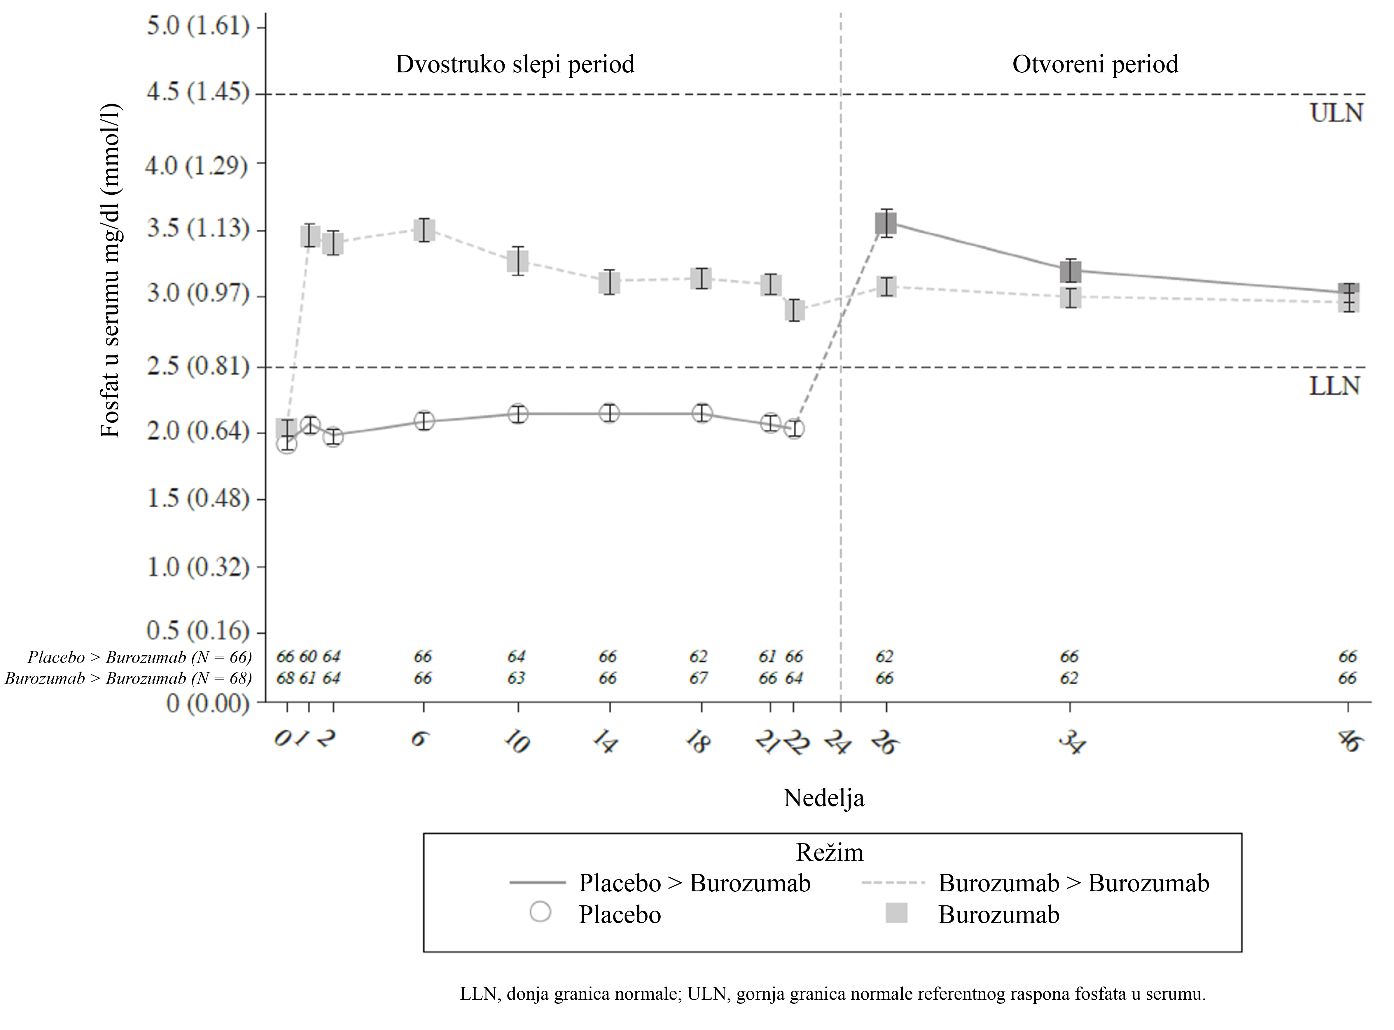 5.0 (1.61)
Dvostruko slepi period
Otvoreni period
4.5 (1.45)
ULN
4.0 (1.29)
3.5 (1.13)
3.0 (0.97)
2.5 (0.81)
LLN
2.0 (0.64)
1.5 (0.48)
1.0 (0.32)
0.5 (0.16)
0 (0.00)
Fosfat u serumu mg/dl (mmol/l)
Placebo > Burozumab (N = 66) 66 60 64 66 64 66 62 61 66 62 66 66
Burozumab > Burozumab (N = 68) 68 61 64 66 63 66 67 66 64 66 62 66
0 1 2 6 10 14 18 21 22 24 26 34 46
Nedelja
Režim
Placebo > Burozumab
Burozumab > Burozumab
Placebo
Burozumab
LLN, donja granica normale; ULN, gornja granica normale referentnog raspona fosfata u serumu.